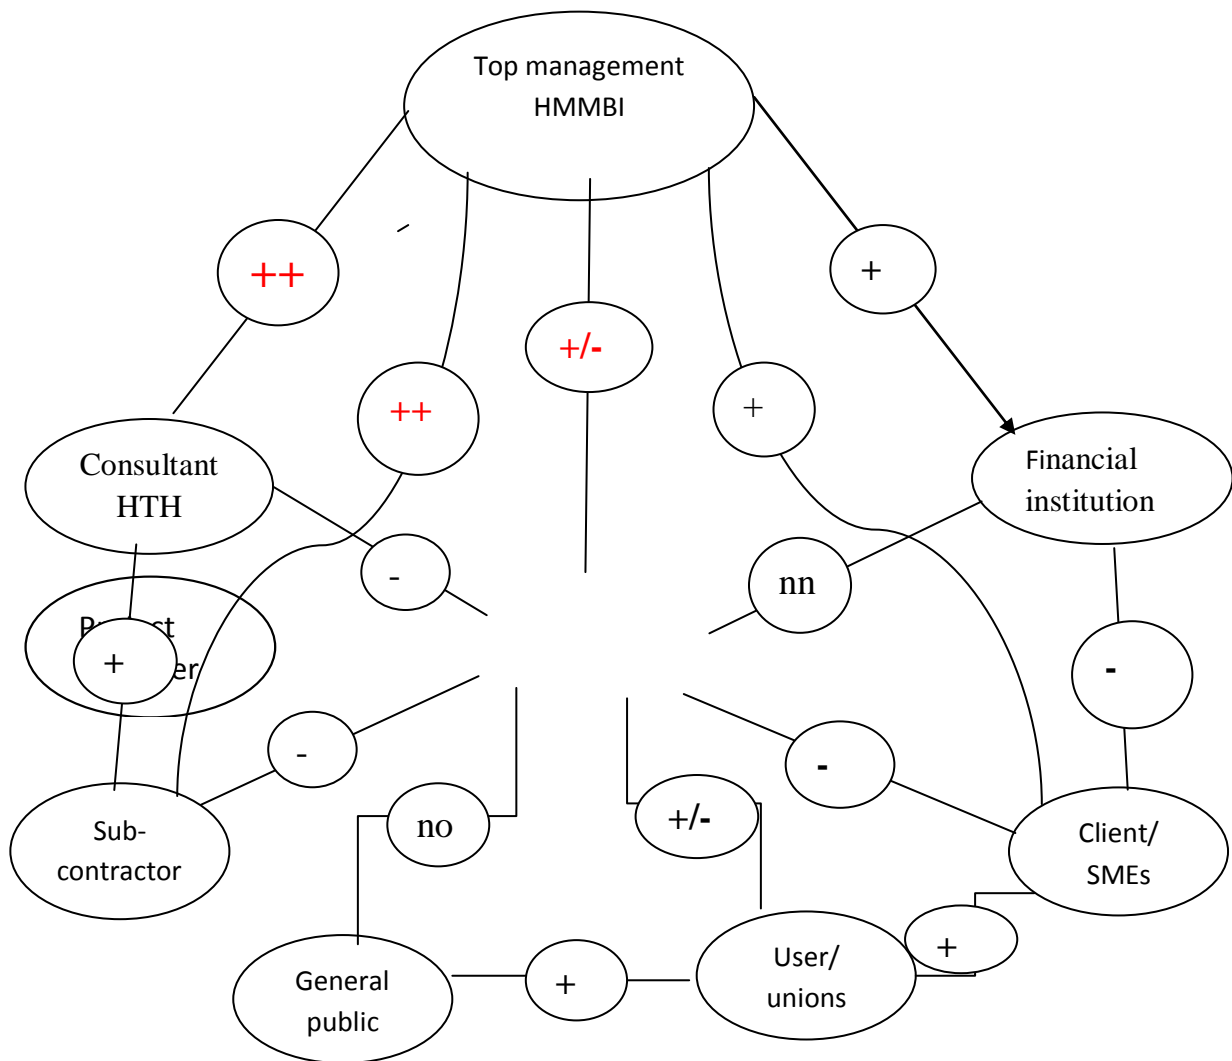 Top management
HMMBI
++
+
+/-
++
+
Consultant
HTH
Financial
institution
-
nn
+
-
-
-
no
+/-
Sub-
contractor
Client/
SMEs
+
General
public
+
User/
unions